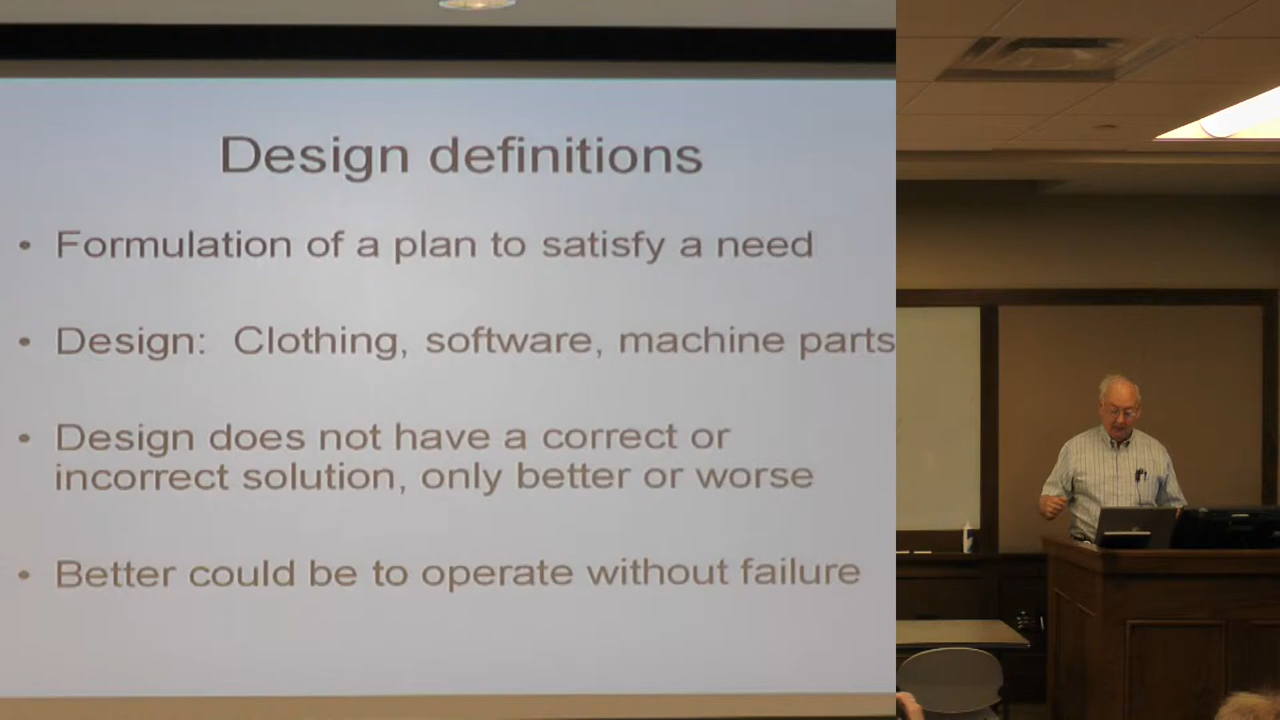 Design definitions
• Formulation of a plan to satisfy a need
• Design: Clothing, software, machine parts
• Design does not have a correct or
incorrect solution, only better or worse
• Better could be to operate without failure